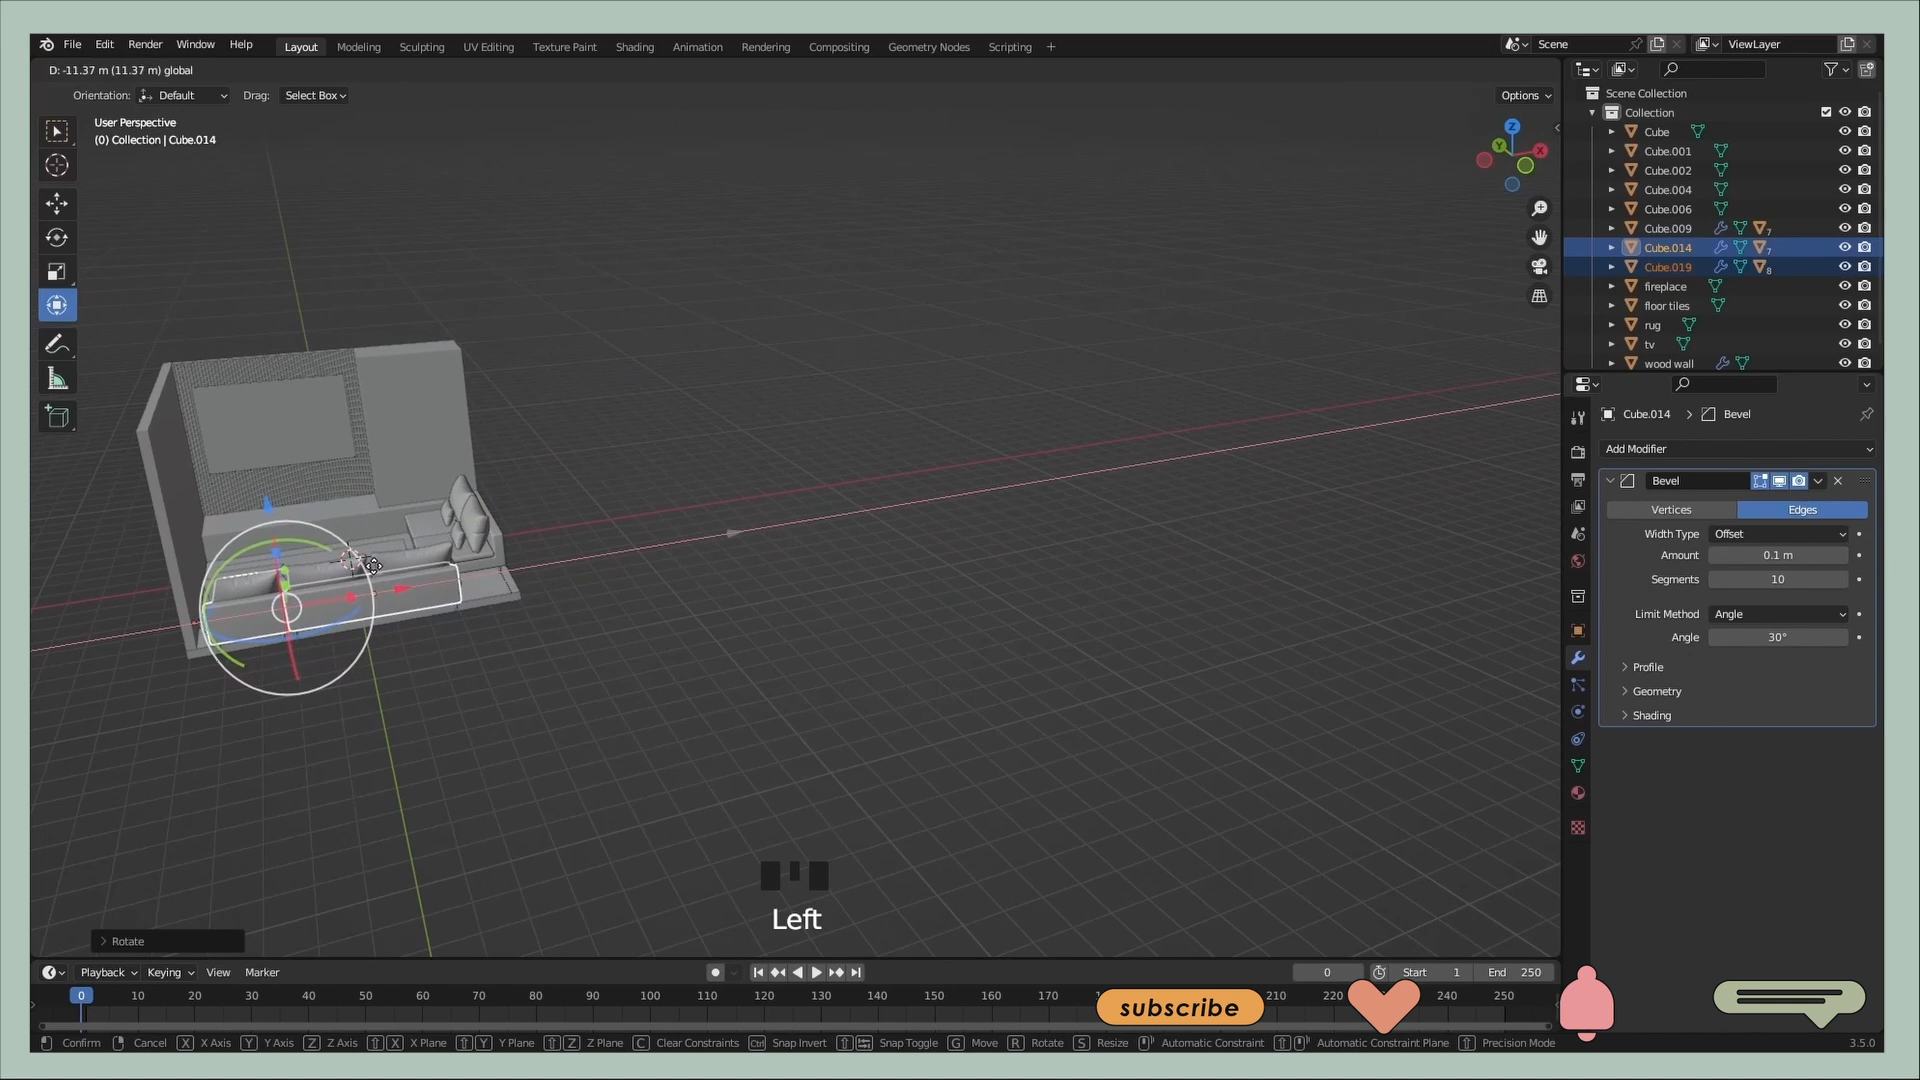 File Edit Render Window Help Layout Modeling Sculpting UV Editing Texture Paint Shading Animation Rendering Compositing Geometry Nodes Scripting + Scene ViewLayer
D: -11.37 m (11.37 m) global
Orientation: Default Drag: Select Box Options
User Perspective
(0) Collection | Cube.014
Z
Y
X
Scene Collection
Collection
Cube
Cube.001
Cube.002
Cube.004
Cube.006
Cube.009 7
Cube.014 7
Cube.019 8
fireplace
floor tiles
rug
tv
wood wall
Cube.014 > Bevel
Add Modifier
Bevel
Vertices Edges
Width Type Offset
Amount 0.1 m
Segments 10
Limit Method Angle
Angle 30°
Profile
Geometry
Shading
Left
Rotate
Playback Keying View Marker 0 Start 1 End 250
0 10 20 30 40 50 60 70 80 90 100 110 120 130 140 150 160 170 210 220 240 250
subscribe
Confirm Cancel X X Axis Y Y Axis Z Z Axis X X Plane Y Y Plane Z Z Plane C Clear Constraints Ctrl Snap Invert Snap Toggle G Move R Rotate S Resize Automatic Constraint Automatic Constraint Plane Precision Mode 3.5.0